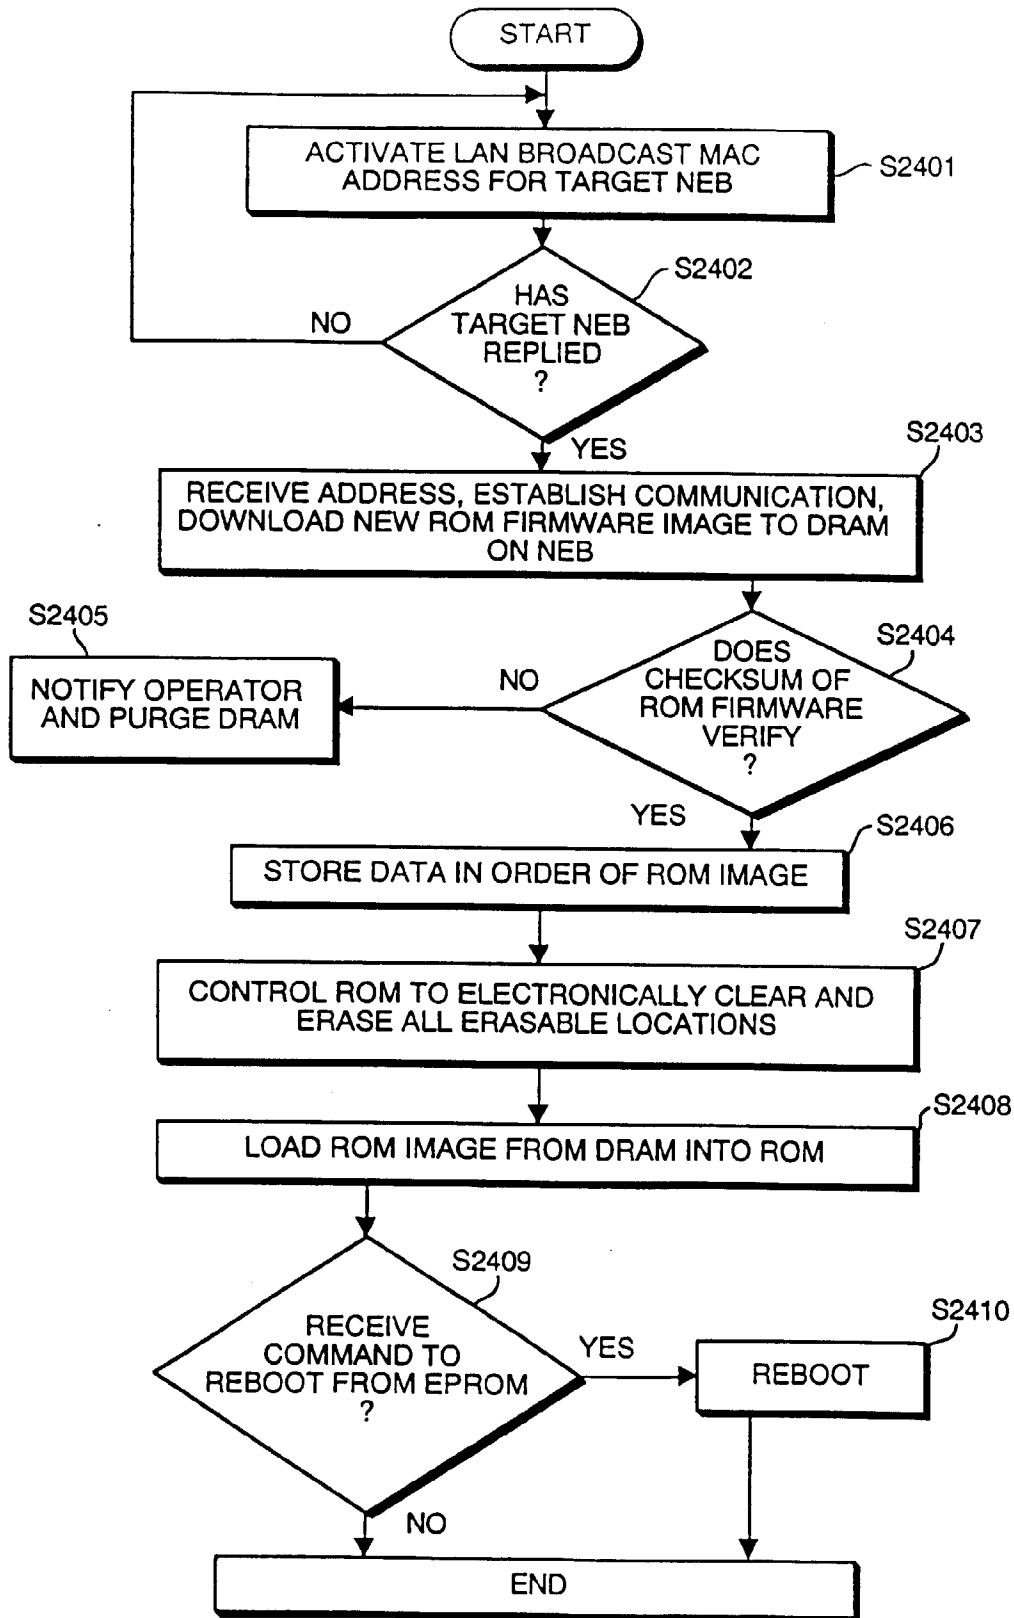 START
ACTIVATE LAN BROADCAST MAC
ADDRESS FOR TARGET NEB
S2401
S2402
HAS
TARGET NEB
REPLIED
?
NO
YES
S2403
RECEIVE ADDRESS, ESTABLISH COMMUNICATION,
DOWNLOAD NEW ROM FIRMWARE IMAGE TO DRAM
ON NEB
S2405
NOTIFY OPERATOR
AND PURGE DRAM
NO
S2404
DOES
CHECKSUM OF
ROM FIRMWARE
VERIFY
?
YES
S2406
STORE DATA IN ORDER OF ROM IMAGE
S2407
CONTROL ROM TO ELECTRONICALLY CLEAR AND
ERASE ALL ERASABLE LOCATIONS
S2408
LOAD ROM IMAGE FROM DRAM INTO ROM
S2409
RECEIVE
COMMAND TO
REBOOT FROM EPROM
?
YES
S2410
REBOOT
NO
END